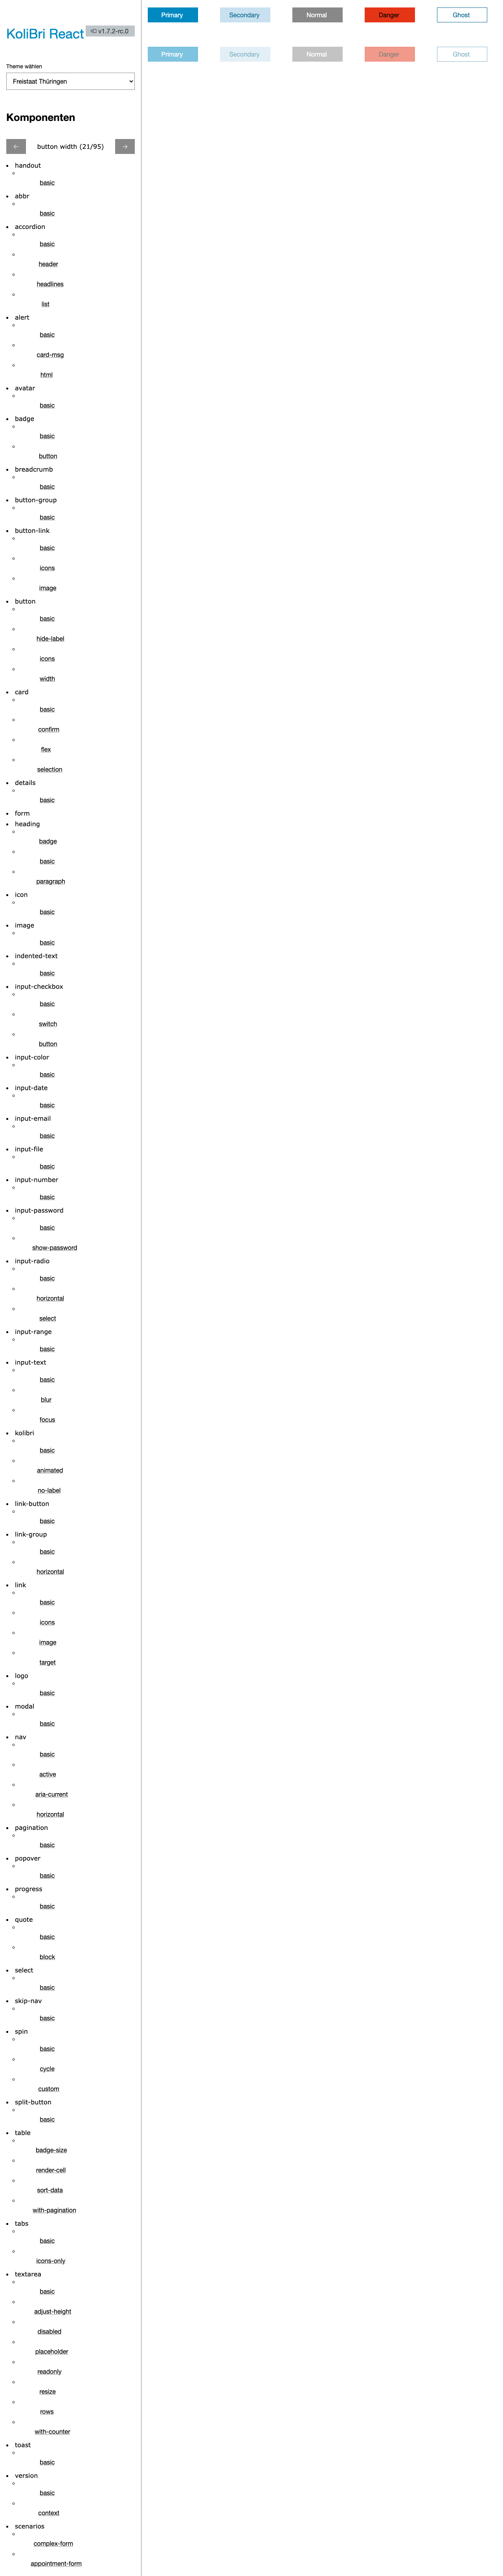 KoliBri React
v1.7.2-rc.0
Primary
Secondary
Normal
Danger
Ghost
Primary
Secondary
Normal
Danger
Ghost
Theme wählen
Freistaat Thüringen
Komponenten
← button width (21/95) →
handout
basic
abbr
basic
accordion
basic
header
headlines
list
alert
basic
card-msg
html
avatar
basic
badge
basic
button
breadcrumb
basic
button-group
basic
button-link
basic
icons
image
button
basic
hide-label
icons
width
card
basic
confirm
flex
selection
details
basic
form
heading
badge
basic
paragraph
icon
basic
image
basic
indented-text
basic
input-checkbox
basic
switch
button
input-color
basic
input-date
basic
input-email
basic
input-file
basic
input-number
basic
input-password
basic
show-password
input-radio
basic
horizontal
select
input-range
basic
input-text
basic
blur
focus
kolibri
basic
animated
no-label
link-button
basic
link-group
basic
horizontal
link
basic
icons
image
target
logo
basic
modal
basic
nav
basic
active
aria-current
horizontal
pagination
basic
popover
basic
progress
basic
quote
basic
block
select
basic
skip-nav
basic
spin
basic
cycle
custom
split-button
basic
table
badge-size
render-cell
sort-data
with-pagination
tabs
basic
icons-only
textarea
basic
adjust-height
disabled
placeholder
readonly
resize
rows
with-counter
toast
basic
version
basic
context
scenarios
complex-form
appointment-form